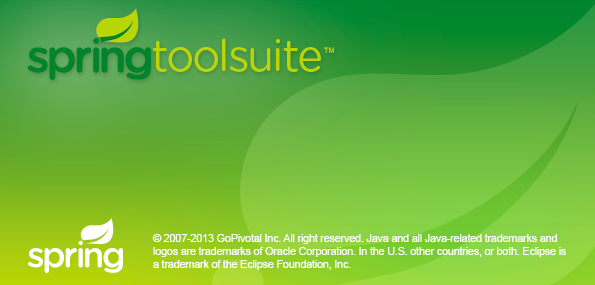 springtoolsuite™
spring
© 2007-2013 GoPivotal Inc. All right reserved. Java and all Java-related trademarks and
logos are trademarks of Oracle Corporation. In the U.S. other countries, or both. Eclipse is
a trademark of the Eclipse Foundation, Inc.